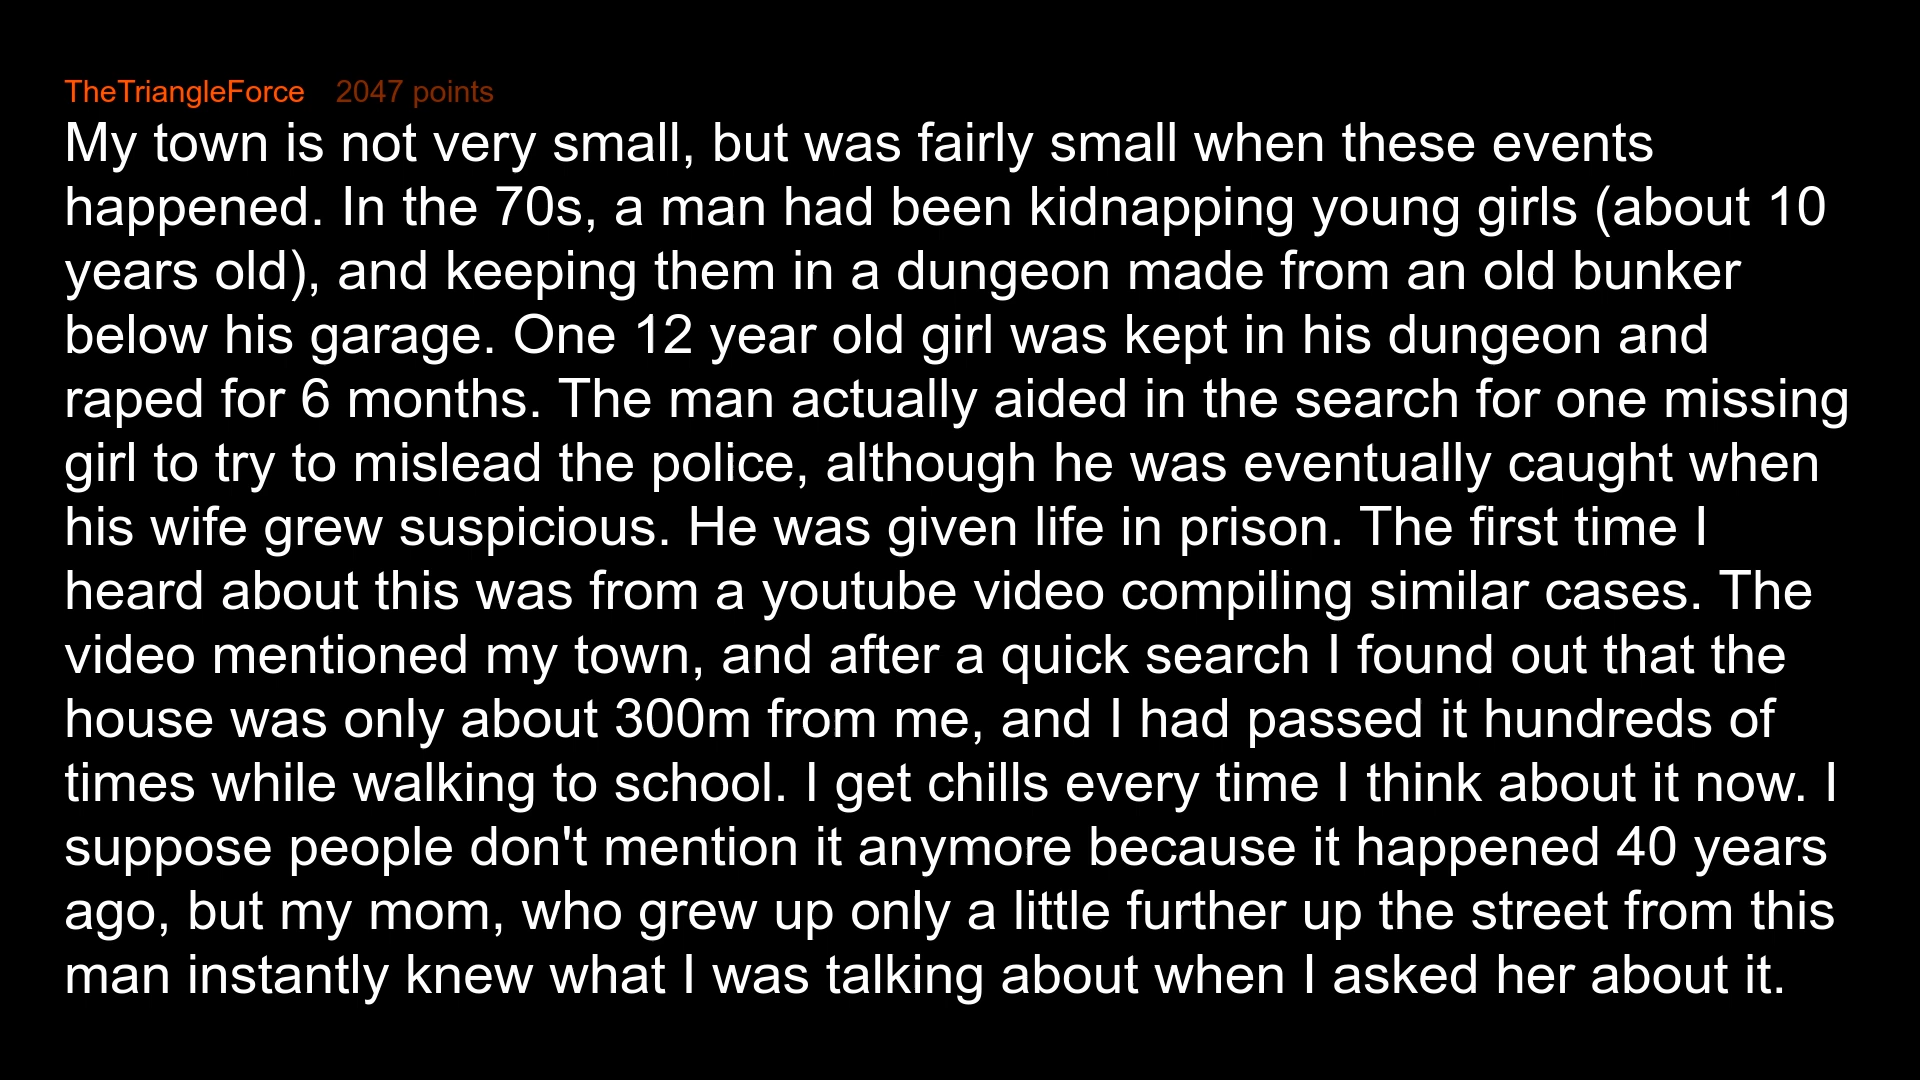 TheTriangleForce 2047 points
My town is not very small, but was fairly small when these events
happened. In the 70s, a man had been kidnapping young girls (about 10
years old), and keeping them in a dungeon made from an old bunker
below his garage. One 12 year old girl was kept in his dungeon and
raped for 6 months. The man actually aided in the search for one missing
girl to try to mislead the police, although he was eventually caught when
his wife grew suspicious. He was given life in prison. The first time I
heard about this was from a youtube video compiling similar cases. The
video mentioned my town, and after a quick search I found out that the
house was only about 300m from me, and I had passed it hundreds of
times while walking to school. I get chills every time I think about it now. I
suppose people don't mention it anymore because it happened 40 years
ago, but my mom, who grew up only a little further up the street from this
man instantly knew what I was talking about when I asked her about it.